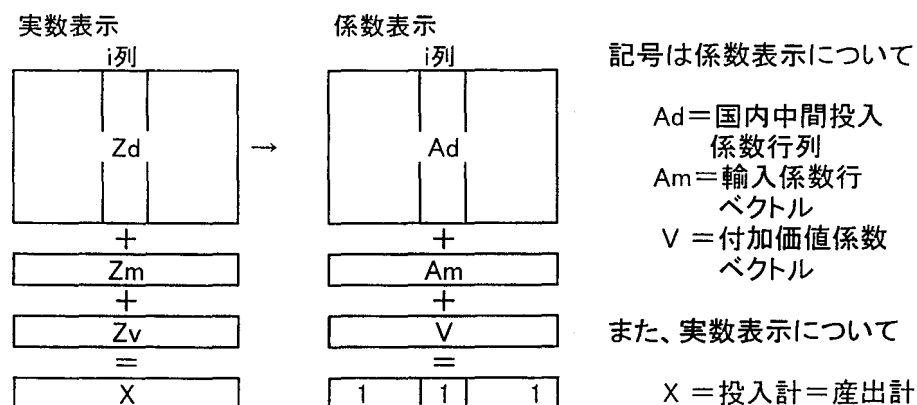 実数表示
i列
Zd
+
Zm
+
Zv
=
X
→
係数表示
i列
Ad
+
Am
+
V
=
1 1 1
記号は係数表示について
Ad=国内中間投入
係数行列
Am=輸入係数行
ベクトル
V =付加価値係数
ベクトル
また、実数表示について
X =投入計=産出計